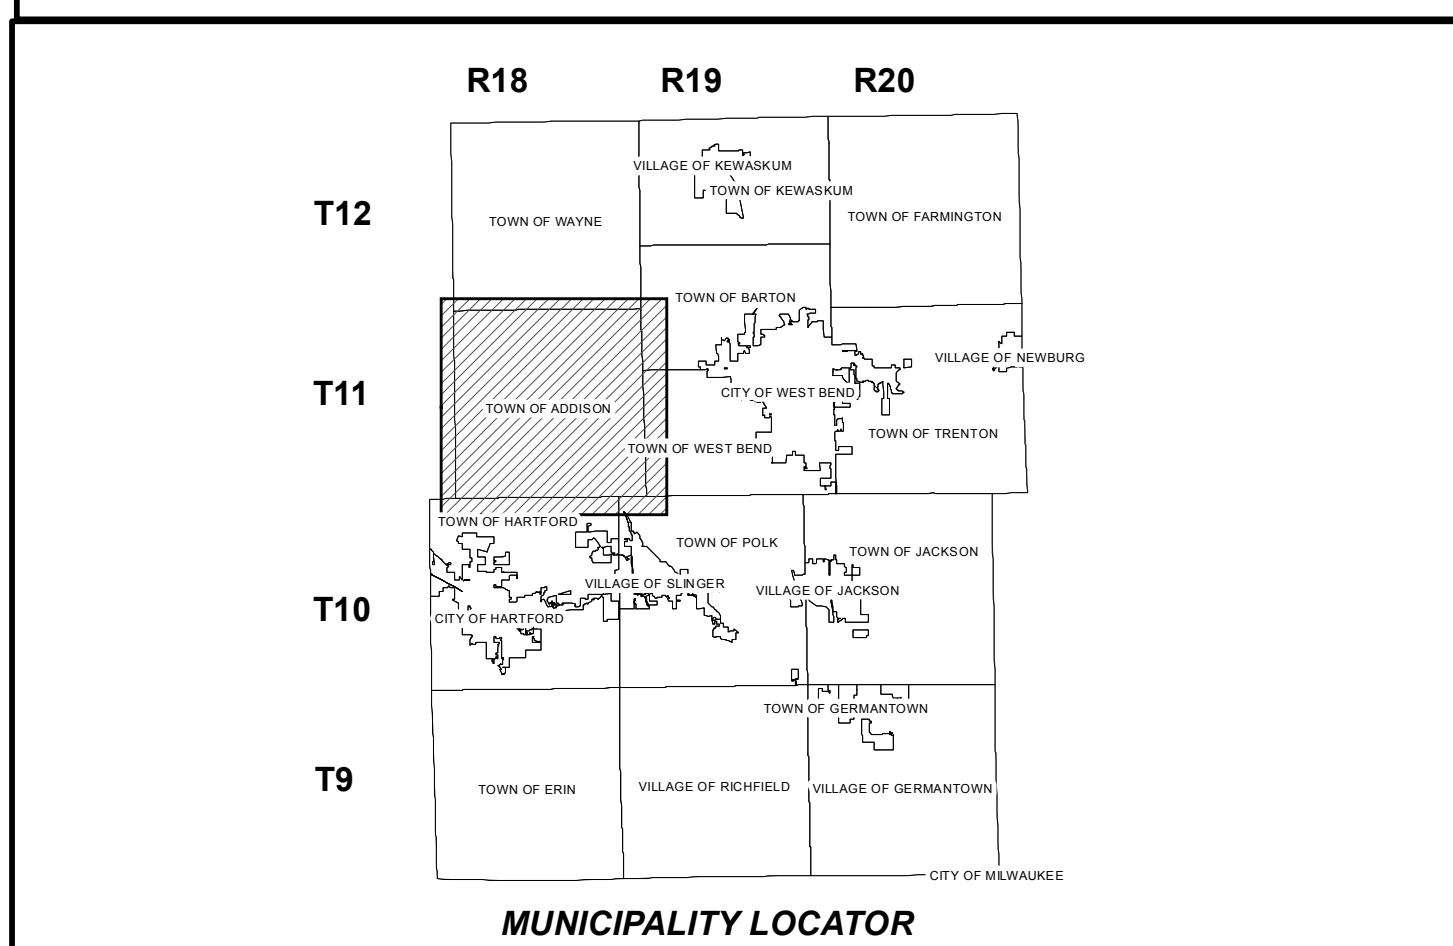 R18 R19 R20
VILLAGE OF KEWASKUM
TOWN OF KEWASKUM
T12
TOWN OF WAYNE
TOWN OF FARMINGTON
TOWN OF BARTON
VILLAGE OF NEWBURG
T11
CITY OF WEST BEND
TOWN OF ADDISON
TOWN OF TRENTON
TOWN OF WEST BEND
TOWN OF HARTFORD
TOWN OF POLK
TOWN OF JACKSON
VILLAGE OF SLINGER
VILLAGE OF JACKSON
T10
CITY OF HARTFORD
TOWN OF GERMANTOWN
T9
TOWN OF ERIN
VILLAGE OF RICHFIELD
VILLAGE OF GERMANTOWN
CITY OF MILWAUKEE
MUNICIPALITY LOCATOR